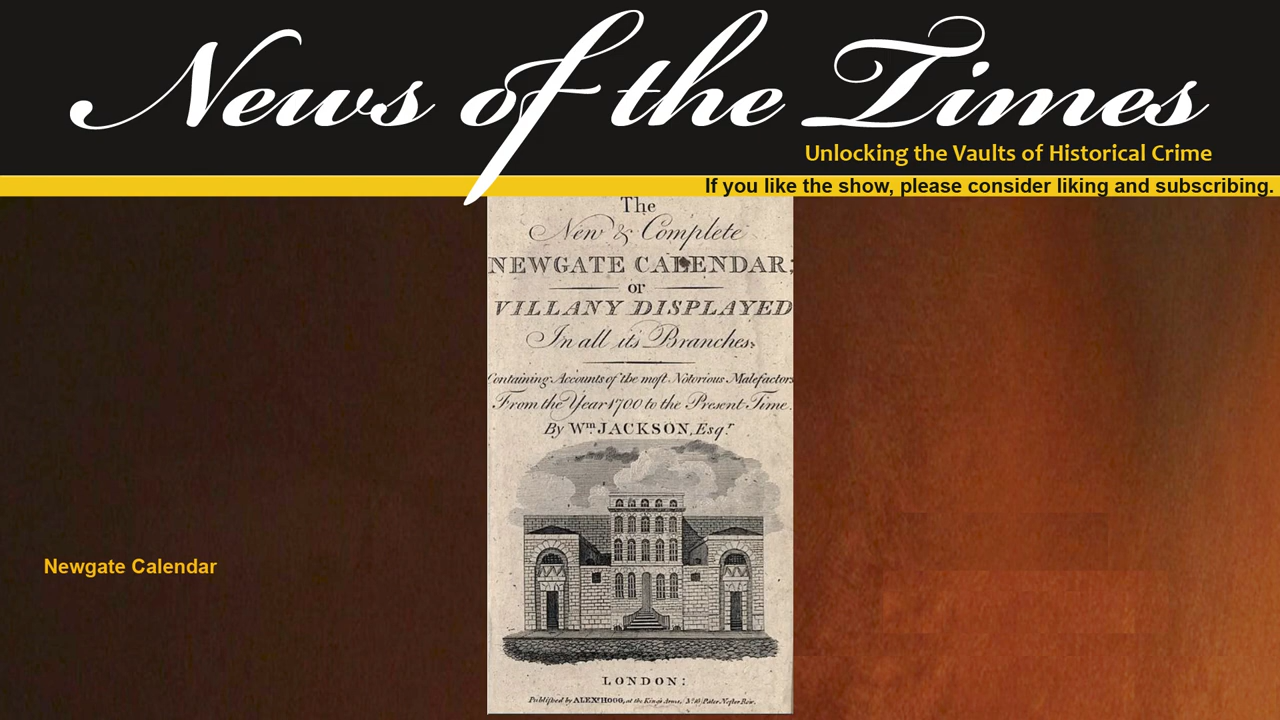 News of the Times
Unlocking the Vaults of Historical Crime
If you like the show, please consider liking and subscribing.
The
New & Complete
NEWGATE CALENDAR;
or
VILLANY DISPLAYED
In all it's Branches,
Containing Accounts of the most Notorious Malefactors
From the Year 1700 to the Present Time.
By Wm. JACKSON, Esqr
Newgate Calendar
LONDON:
Published by ALEXr. HOGG, at the King's Arms, No. 16 Pater Noster Row.